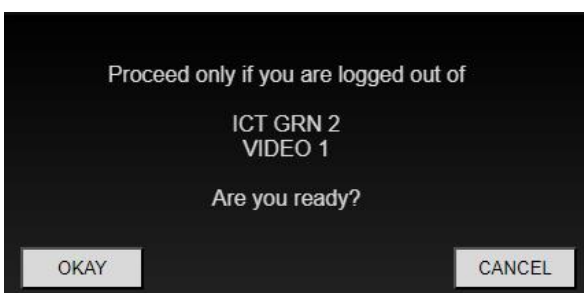 Proceed only if you are logged out of
ICT GRN 2
VIDEO 1
Are you ready?
OKAY
CANCEL